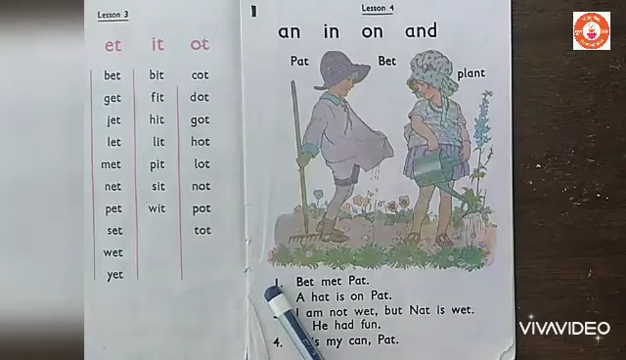 Lesson 3
et it ot
bet bit cot
get fit dot
jet hit got
let lit hot
met pit lot
net sit not
pet wit pot
set tot
wet
yet
Lesson 4
an in on and
Pat Bet
plant
1. Bet met Pat.
A hat is on Pat.
I am not wet, but Nat is wet.
He had fun.
4. my can, Pat.
VIVAVIDEO